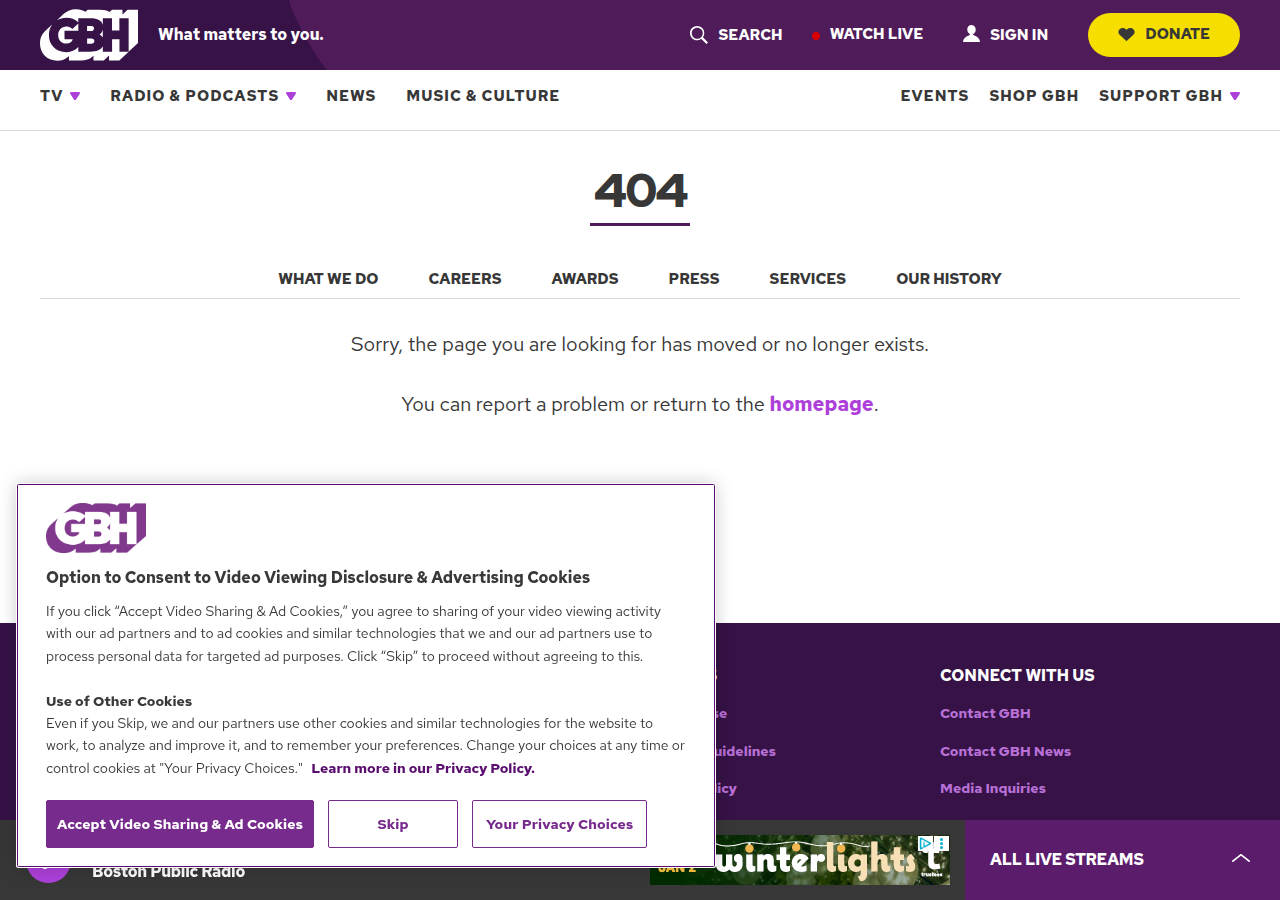 GBH What matters to you. SEARCH WATCH LIVE SIGN IN DONATE
TV RADIO & PODCASTS NEWS MUSIC & CULTURE EVENTS SHOP GBH SUPPORT GBH
404
WHAT WE DO CAREERS AWARDS PRESS SERVICES OUR HISTORY
Sorry, the page you are looking for has moved or no longer exists.
You can report a problem or return to the homepage.
GBH
Option to Consent to Video Viewing Disclosure & Advertising Cookies
If you click “Accept Video Sharing & Ad Cookies,” you agree to sharing of your video viewing activity
with our ad partners and to ad cookies and similar technologies that we and our ad partners use to
process personal data for targeted ad purposes. Click “Skip” to proceed without agreeing to this.
Use of Other Cookies
Even if you Skip, we and our partners use other cookies and similar technologies for the website to
work, to analyze and improve it, and to remember your preferences. Change your choices at any time or
control cookies at "Your Privacy Choices." Learn more in our Privacy Policy.
Accept Video Sharing & Ad Cookies Skip Your Privacy Choices
CONNECT WITH US
Contact GBH
Contact GBH News
Media Inquiries
Boston Public Radio
JAN 2
winterlights
trustees
ALL LIVE STREAMS